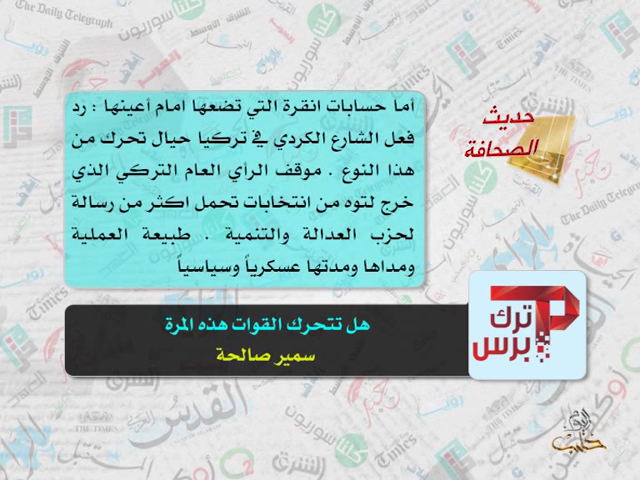 حديث
الصحافة
أما حسابات انقرة التي تضعها امام أعينها : رد
فعل الشارع الكردي في تركيا حيال تحرك من
هذا النوع . موقف الرأي العام التركي الذي
خرج لتوه من انتخابات تحمل اكثر من رسالة
لحزب العدالة والتنمية . طبيعة العملية
ومداها ومدتها عسكرياً وسياسياً
هل تتحرك القوات هذه المرة
سمير صالحة
ترك
برس
حلب اليوم